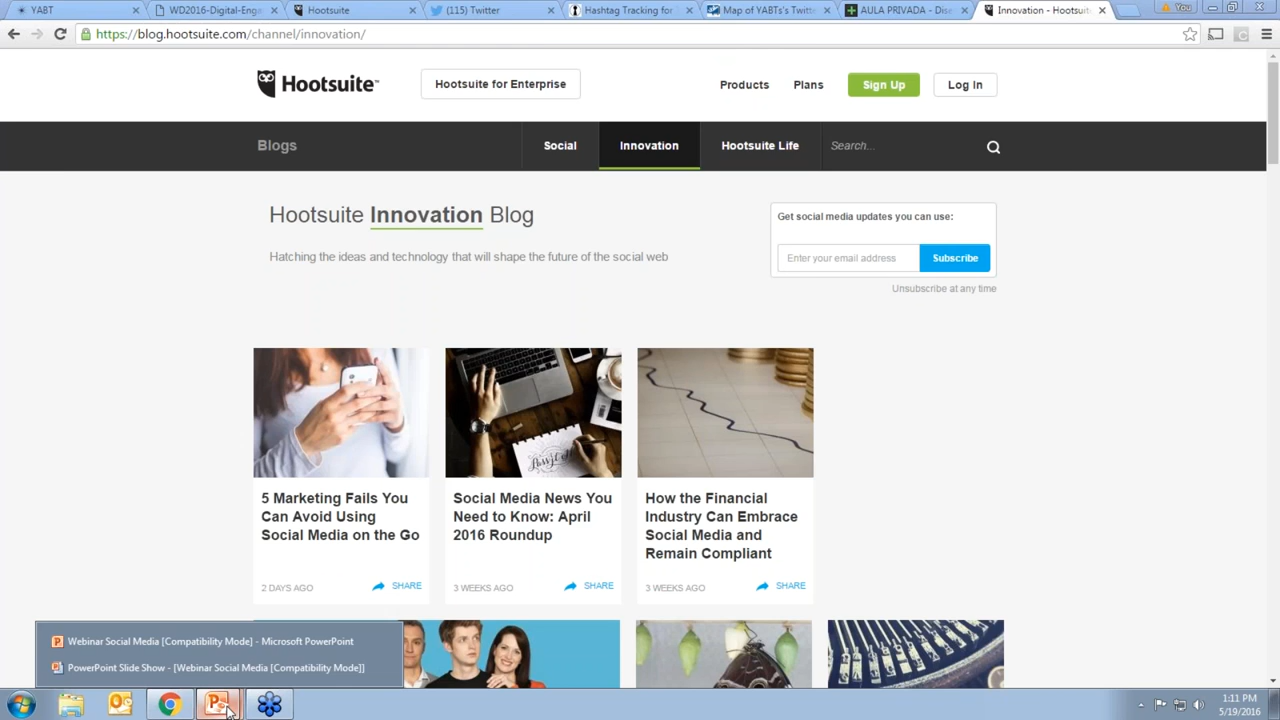 YABT
WD2016-Digital-Enga
Hootsuite
(115) Twitter
Hashtag Tracking for
Map of YABTs's Twitt
AULA PRIVADA - Dise
Innovation - Hootsuit
You
https://blog.hootsuite.com/channel/innovation/
Hootsuite™
Hootsuite for Enterprise
Products
Plans
Sign Up
Log In
Blogs
Social
Innovation
Hootsuite Life
Search...
Hootsuite Innovation Blog
Hatching the ideas and technology that will shape the future of the social web
Get social media updates you can use:
Enter your email address
Subscribe
Unsubscribe at any time
5 Marketing Fails You
Can Avoid Using
Social Media on the Go
2 DAYS AGO
SHARE
Social Media News You
Need to Know: April
2016 Roundup
3 WEEKS AGO
SHARE
How the Financial
Industry Can Embrace
Social Media and
Remain Compliant
3 WEEKS AGO
SHARE
Webinar Social Media [Compatibility Mode] - Microsoft PowerPoint
PowerPoint Slide Show - [Webinar Social Media [Compatibility Mode]]
1:11 PM
5/19/2016